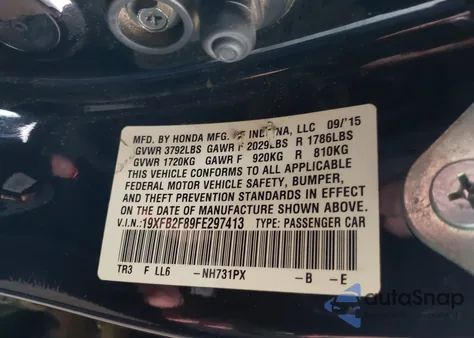 MFD. BY HONDA MFG. OF INDIANA, LLC 09/'15
GVWR 3792LBS GAWR F 2029LBS R 1786LBS
GVWR 1720KG GAWR F 920KG R 810KG
THIS VEHICLE CONFORMS TO ALL APPLICABLE
FEDERAL MOTOR VEHICLE SAFETY, BUMPER,
AND THEFT PREVENTION STANDARDS IN EFFECT
ON THE DATE OF MANUFACTURE SHOWN ABOVE.
V.I.N.:19XFB2F89FE297413 TYPE: PASSENGER CAR
TR3 F LL6 -NH731PX -B -E
autoSnap